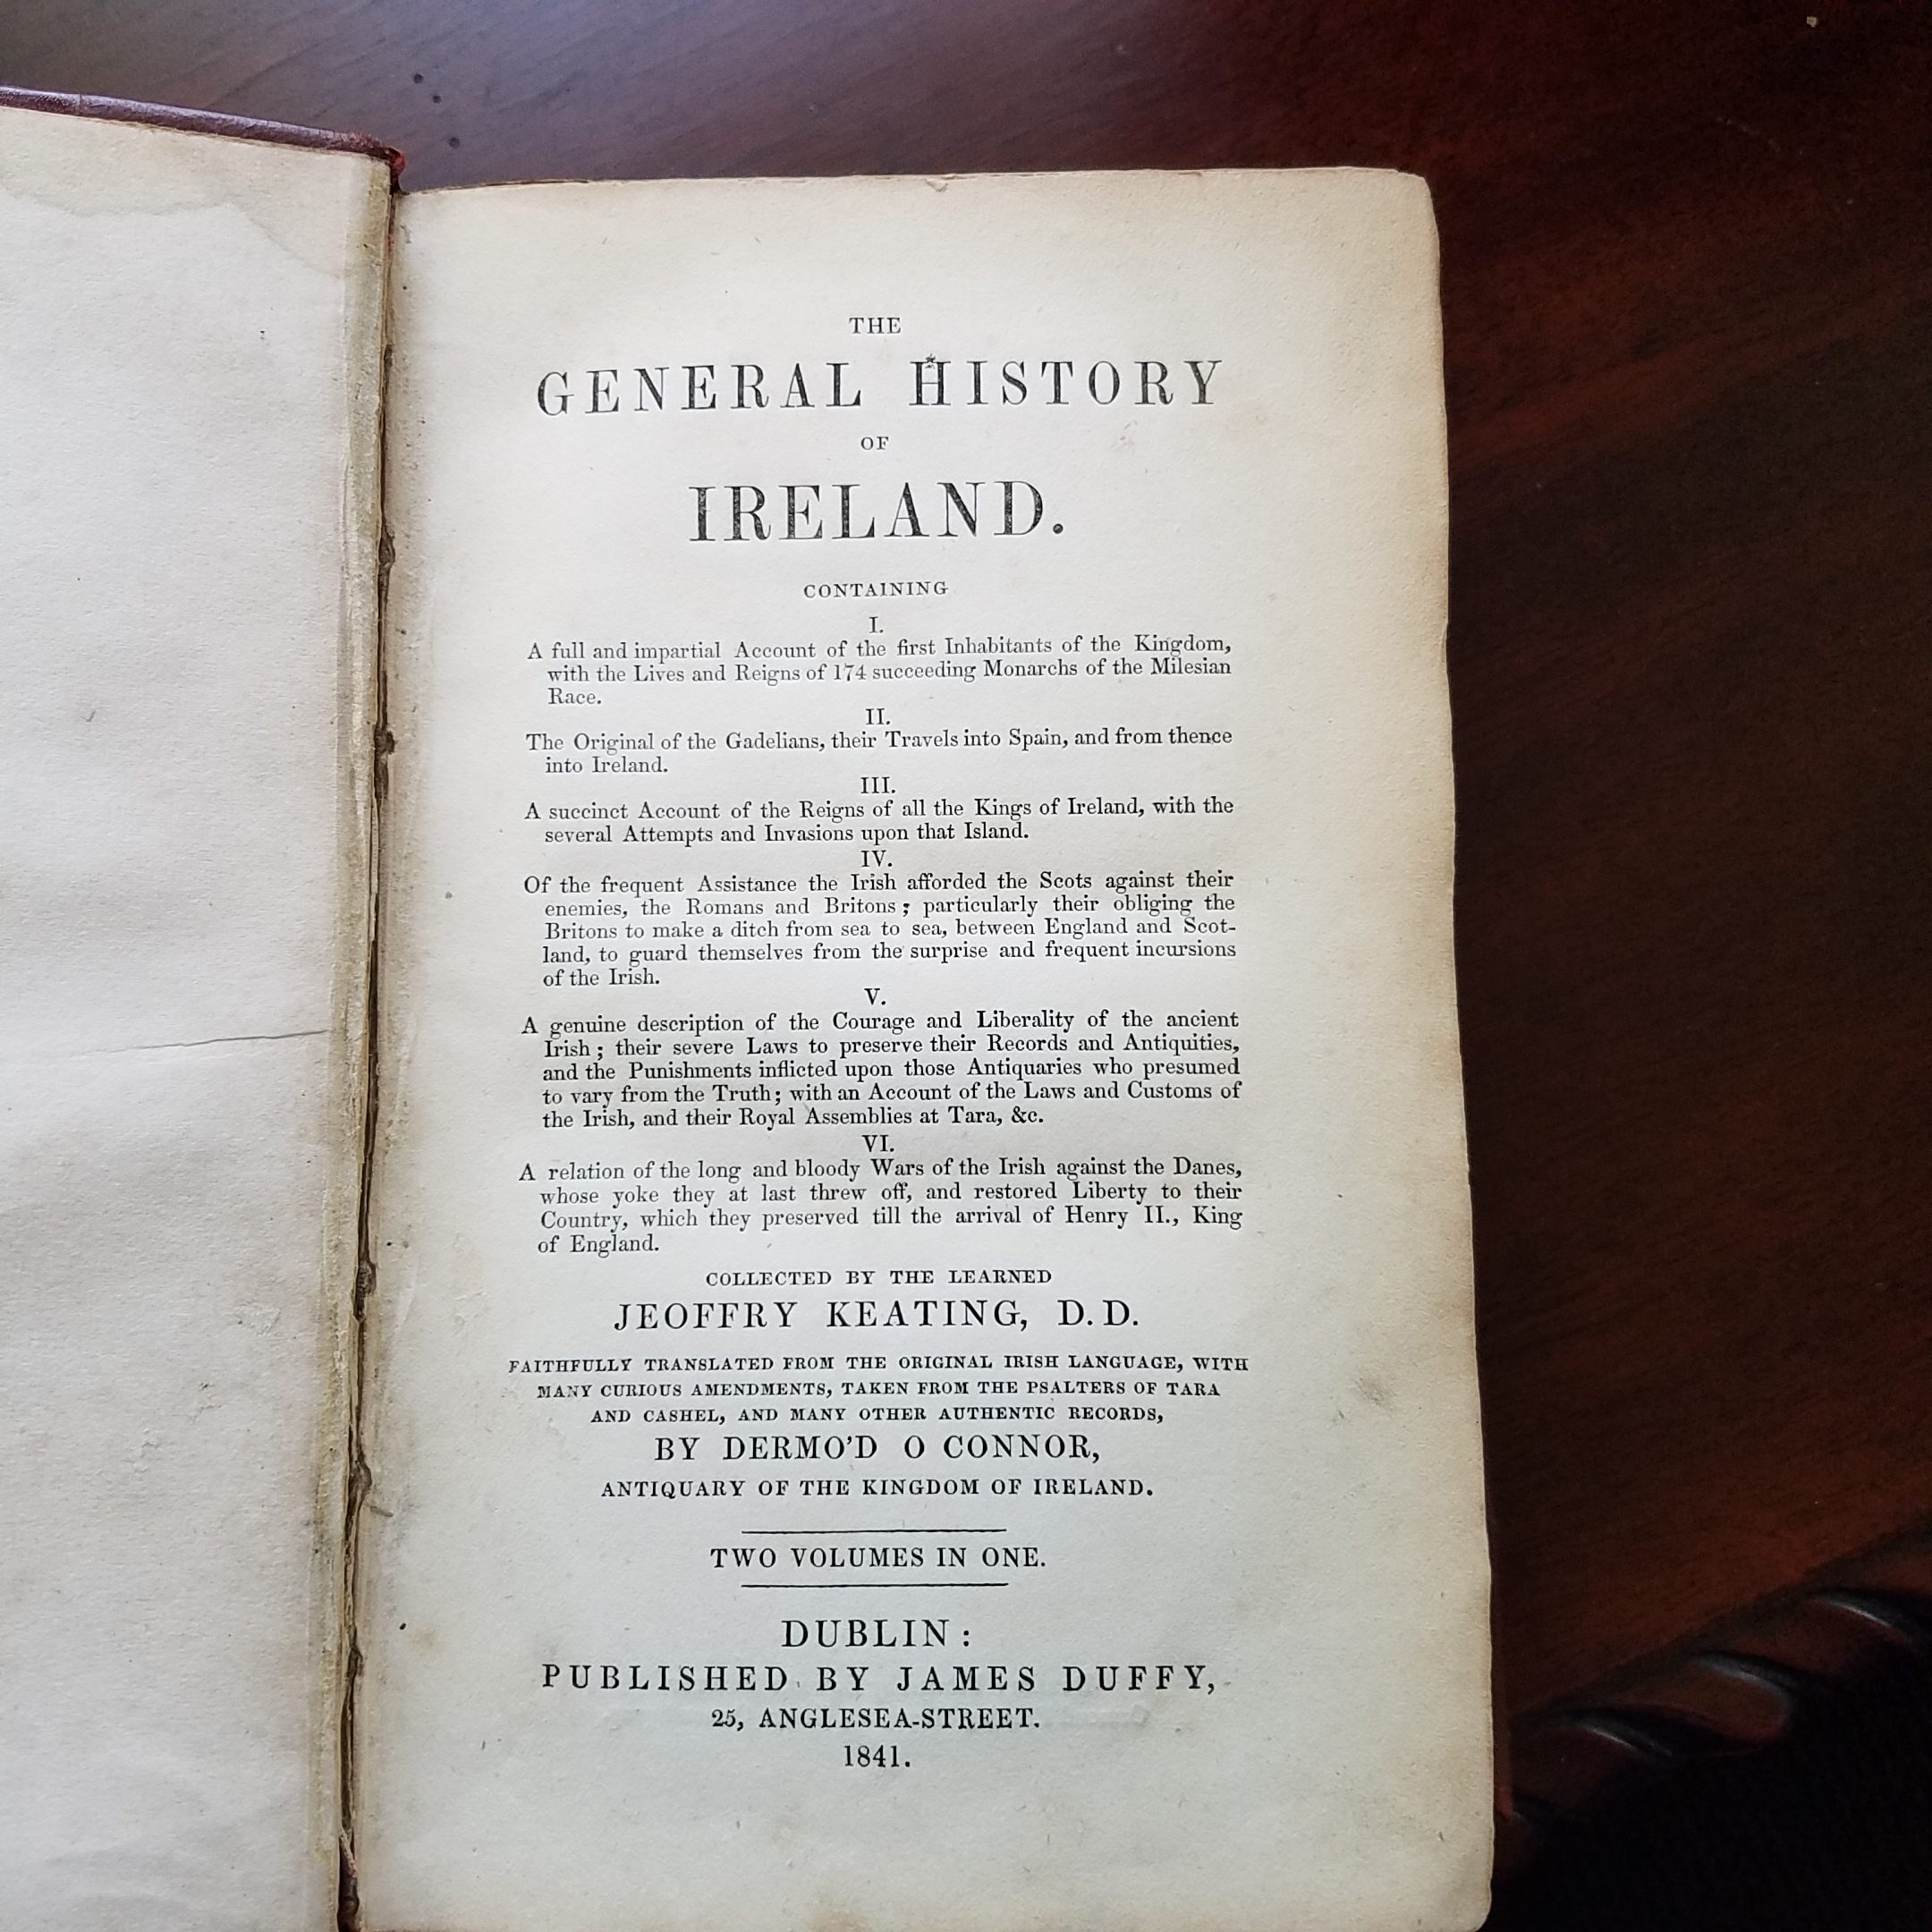 THE
GENERAL HISTORY
OF
IRELAND.
CONTAINING
I.
A full and impartial Account of the first Inhabitants of the Kingdom,
with the Lives and Reigns of 174 succeeding Monarchs of the Milesian
Race.
II.
The Original of the Gadelians, their Travels into Spain, and from thence
into Ireland.
III.
A succinct Account of the Reigns of all the Kings of Ireland, with the
several Attempts and Invasions upon that Island.
IV.
Of the frequent Assistance the Irish afforded the Scots against their
enemies, the Romans and Britons ; particularly their obliging the
Britons to make a ditch from sea to sea, between England and Scot-
land, to guard themselves from the surprise and frequent incursions
of the Irish.
V.
A genuine description of the Courage and Liberality of the ancient
Irish ; their severe Laws to preserve their Records and Antiquities,
and the Punishments inflicted upon those Antiquaries who presumed
to vary from the Truth ; with an Account of the Laws and Customs of
the Irish, and their Royal Assemblies at Tara, &c.
VI.
A relation of the long and bloody Wars of the Irish against the Danes,
whose yoke they at last threw off, and restored Liberty to their
Country, which they preserved till the arrival of Henry II., King
of England.
COLLECTED BY THE LEARNED
JEOFFRY KEATING, D. D.
FAITHFULLY TRANSLATED FROM THE ORIGINAL IRISH LANGUAGE, WITH
MANY CURIOUS AMENDMENTS, TAKEN FROM THE PSALTERS OF TARA
AND CASHEL, AND MANY OTHER AUTHENTIC RECORDS,
BY DERMO'D O CONNOR,
ANTIQUARY OF THE KINGDOM OF IRELAND.
TWO VOLUMES IN ONE.
DUBLIN :
PUBLISHED BY JAMES DUFFY,
25, ANGLESEA-STREET.
1841.